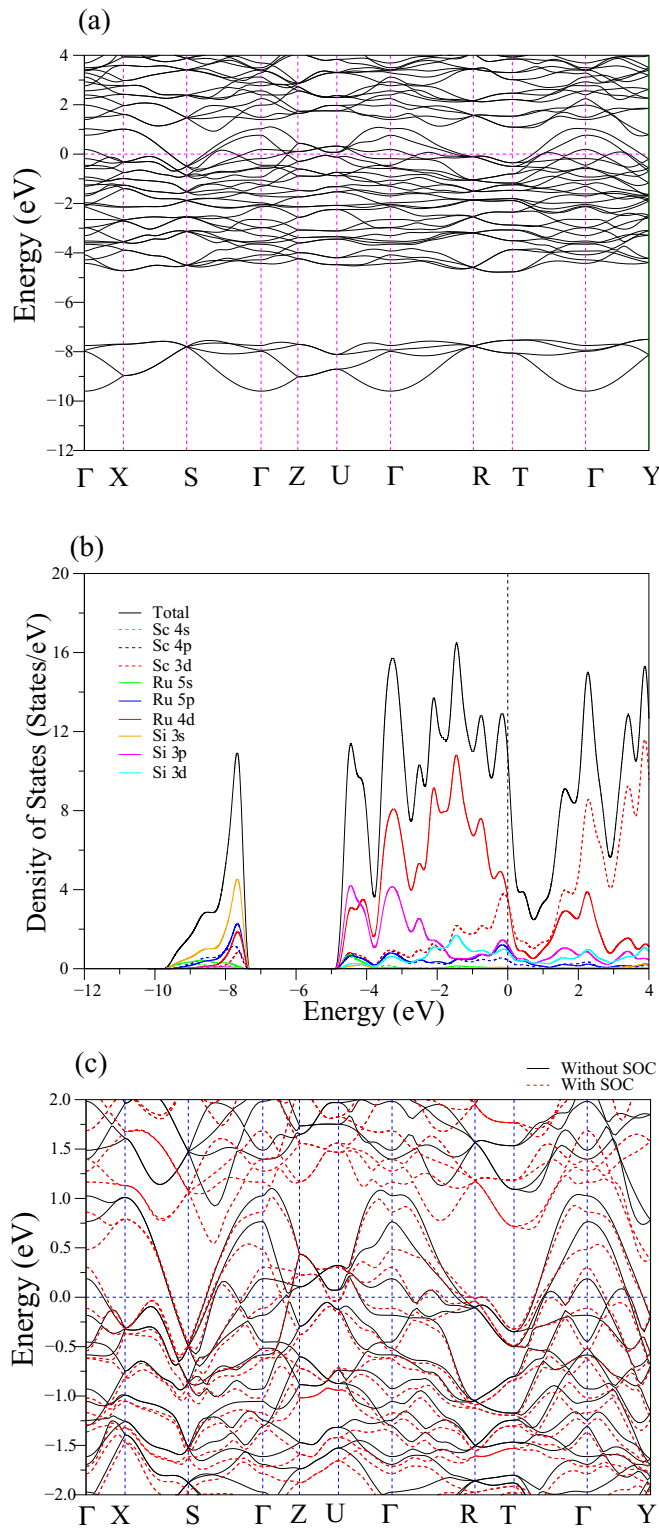 (a)
4
2
0
−2
−4
−6
−8
−10
−12
Energy (eV)
Γ X S Γ Z U Γ R T Γ Y
(b)
20
16
12
8
4
0
Density of States (States/eV)
Total
Sc 4s
Sc 4p
Sc 3d
Ru 5s
Ru 5p
Ru 4d
Si 3s
Si 3p
Si 3d
−12 −10 −8 −6 −4 −2 0 2 4
Energy (eV)
(c)
Without SOC
With SOC
2.0
1.5
1.0
0.5
0.0
−0.5
−1.0
−1.5
−2.0
Energy (eV)
Γ X S Γ Z U Γ R T Γ Y